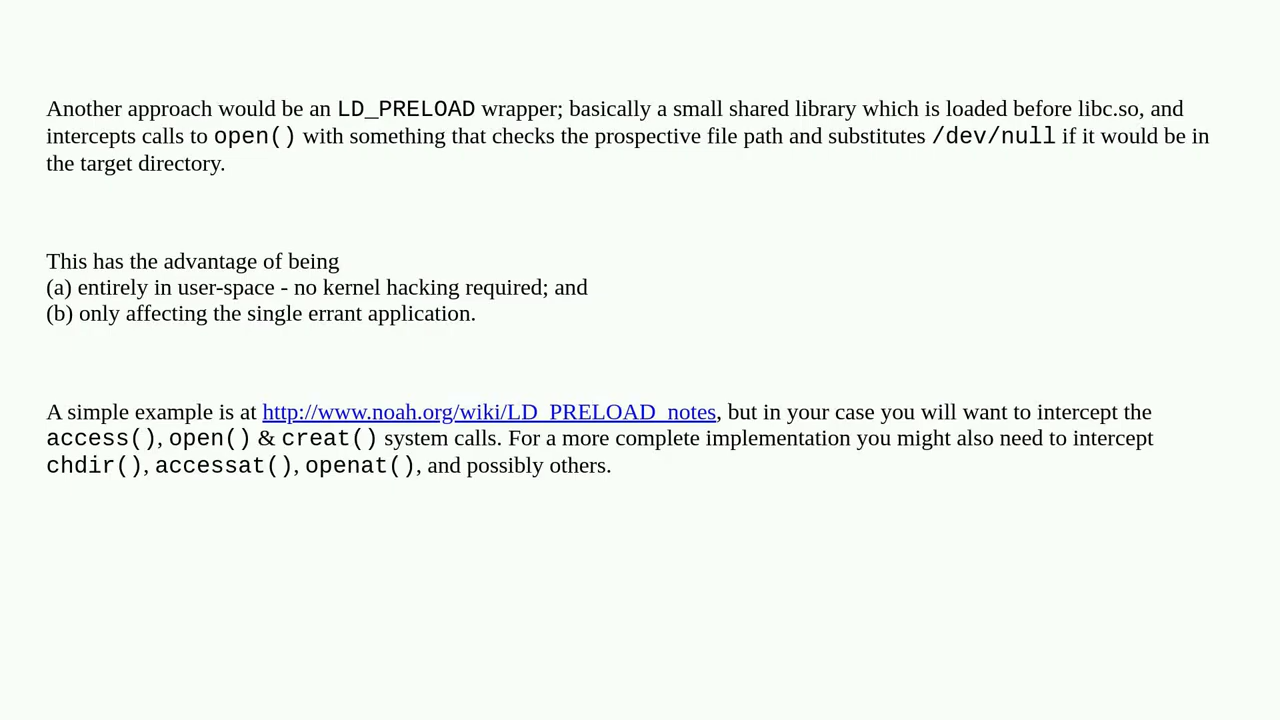 Another approach would be an LD_PRELOAD wrapper; basically a small shared library which is loaded before libc.so, and
intercepts calls to open() with something that checks the prospective file path and substitutes /dev/null if it would be in
the target directory.
This has the advantage of being
(a) entirely in user-space - no kernel hacking required; and
(b) only affecting the single errant application.
A simple example is at http://www.noah.org/wiki/LD_PRELOAD_notes, but in your case you will want to intercept the
access(), open() & creat() system calls. For a more complete implementation you might also need to intercept
chdir(), accessat(), openat(), and possibly others.